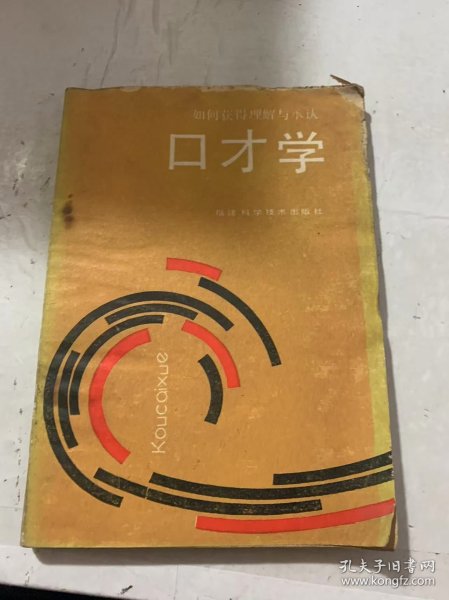 如何获得理解与承认
口才学
福建科学技术出版社
Koucaixue
孔夫子旧书网
www.kongfz.com